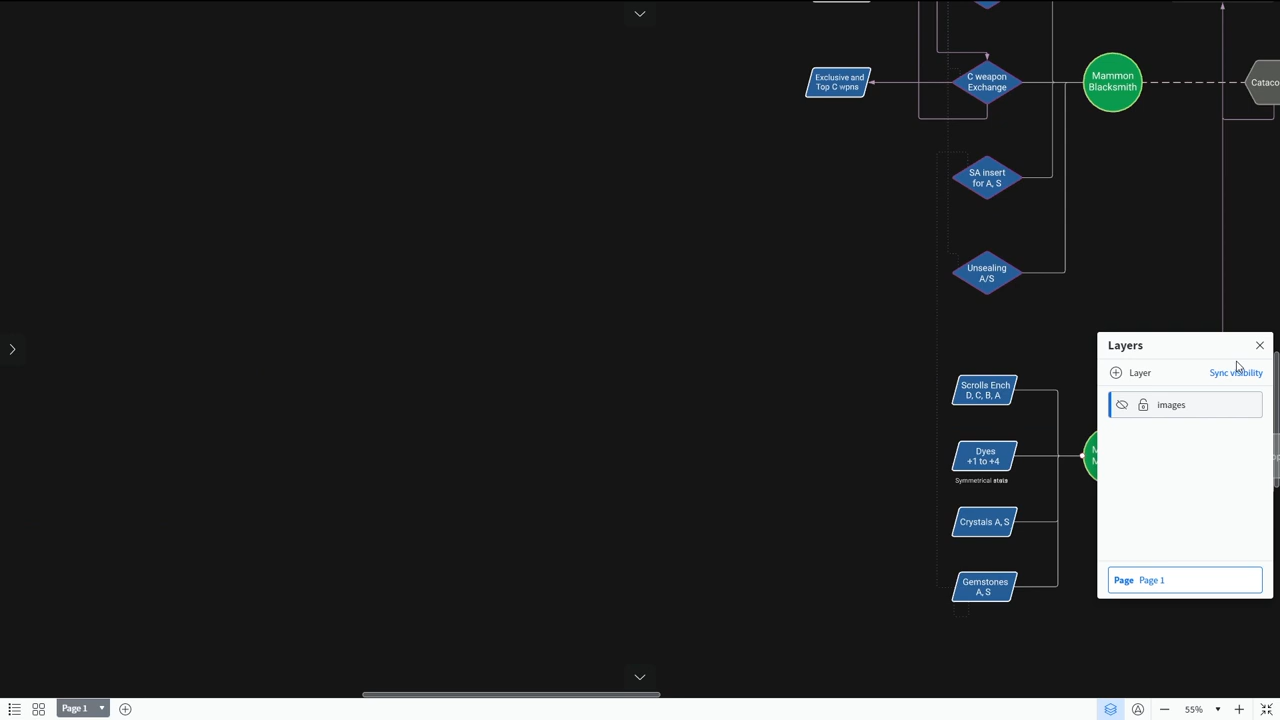 Exclusive and
Top C wpns
C weapon
Exchange
Mammon
Blacksmith
Cataco
SA insert
for A, S
Unsealing
A/S
Layers
Layer
Sync visibility
images
Scrolls Ench
D, C, B, A
Dyes
+1 to +4
Symmetrical stats
Crystals A, S
Gemstones
A, S
Page Page 1
Page 1
55%